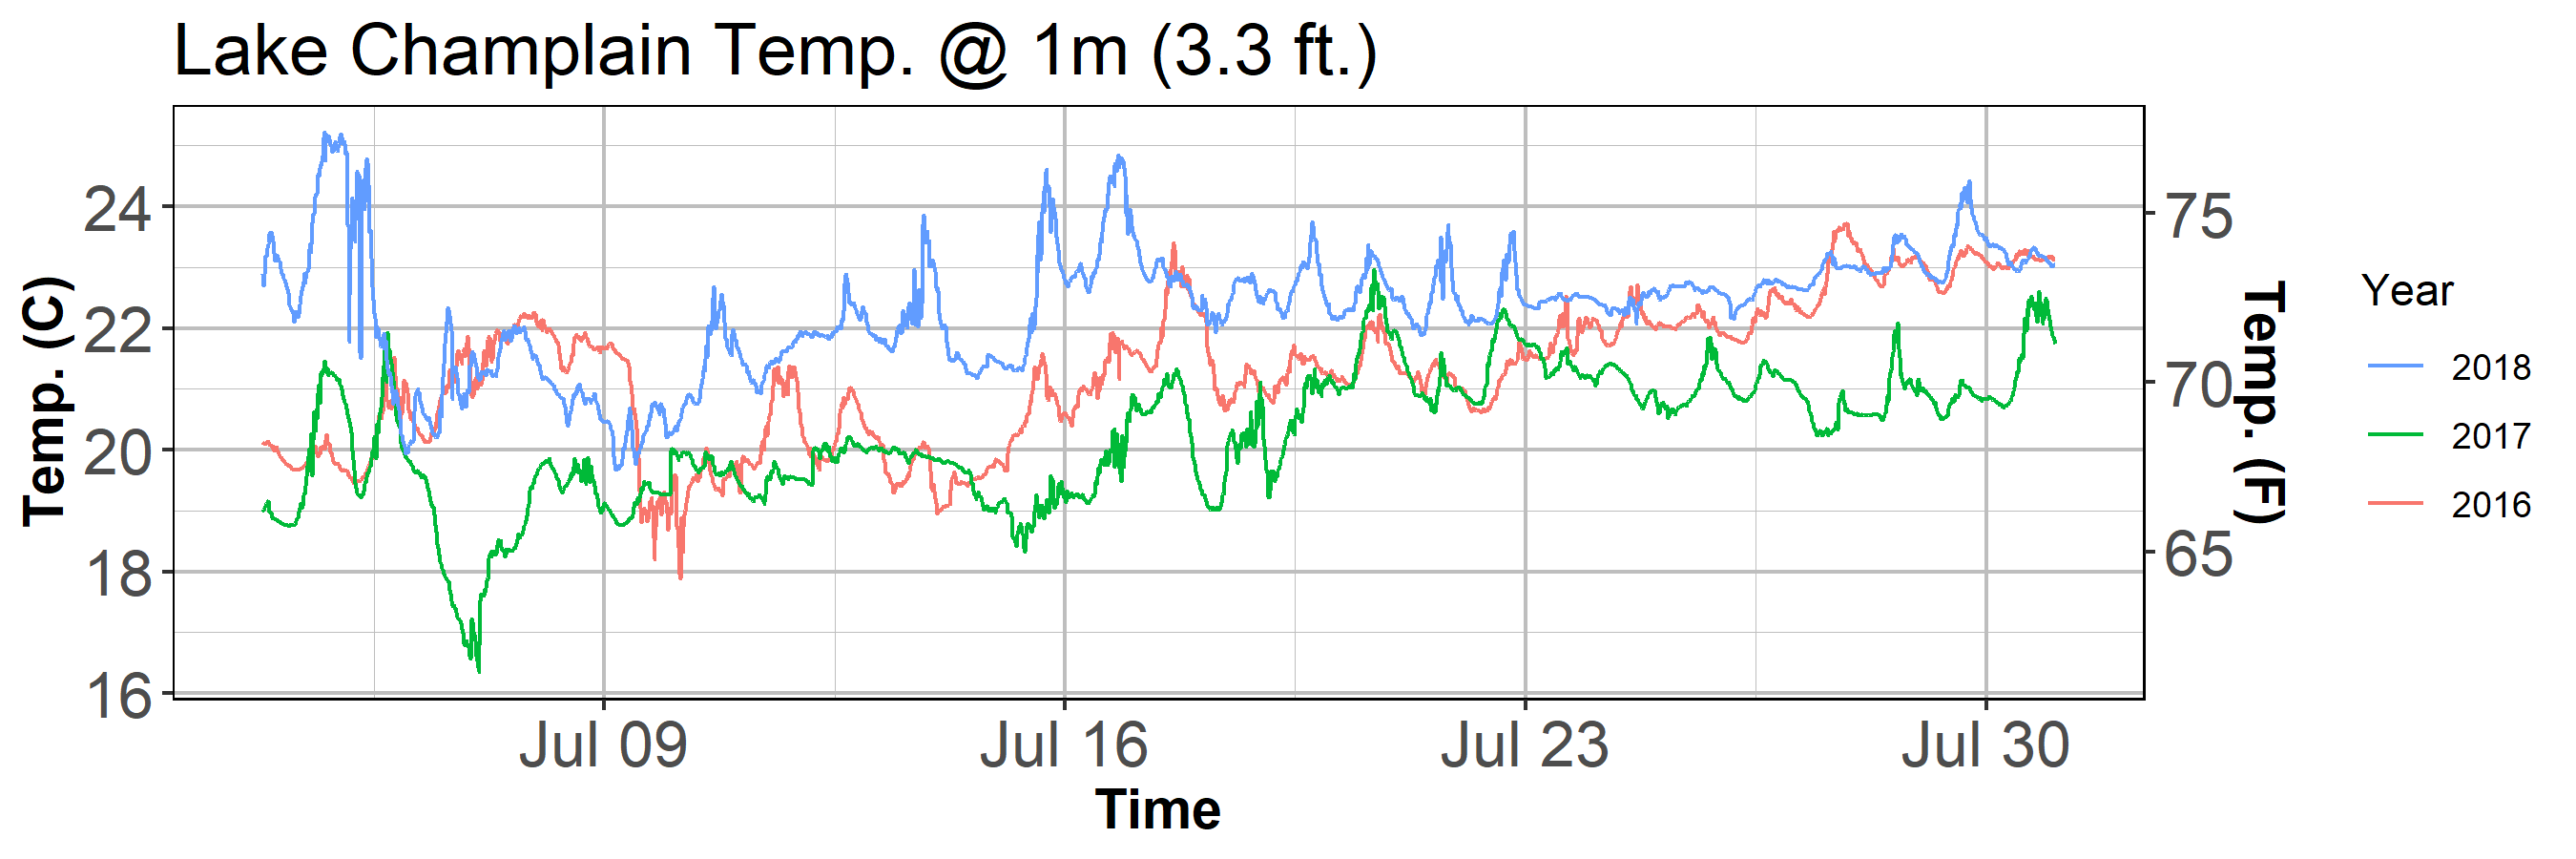 Lake Champlain Temp. @ 1m (3.3 ft.)
Temp. (C)
24
22
20
18
16
75
70
65
Temp. (F)
Jul 09
Jul 16
Jul 23
Jul 30
Time
Year
2018
2017
2016